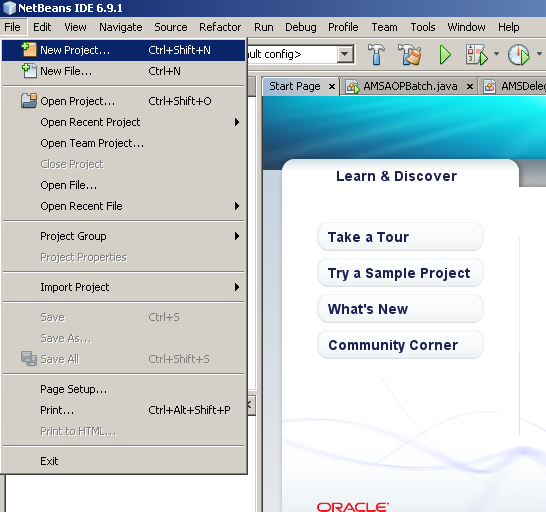 NetBeans IDE 6.9.1
File Edit View Navigate Source Refactor Run Debug Profile Team Tools Window Help
New Project... Ctrl+Shift+N
ult config>
New File... Ctrl+N
Start Page x AMSAOPBatch.java x AMSDele
Open Project... Ctrl+Shift+O
Open Recent Project
Open Team Project...
Close Project
Open File...
Open Recent File
Project Group
Project Properties
Import Project
Save Ctrl+S
Save As...
Save All Ctrl+Shift+S
Page Setup...
Print... Ctrl+Alt+Shift+P
Print to HTML...
Exit
Learn & Discover
Take a Tour
Try a Sample Project
What's New
Community Corner
ORACLE